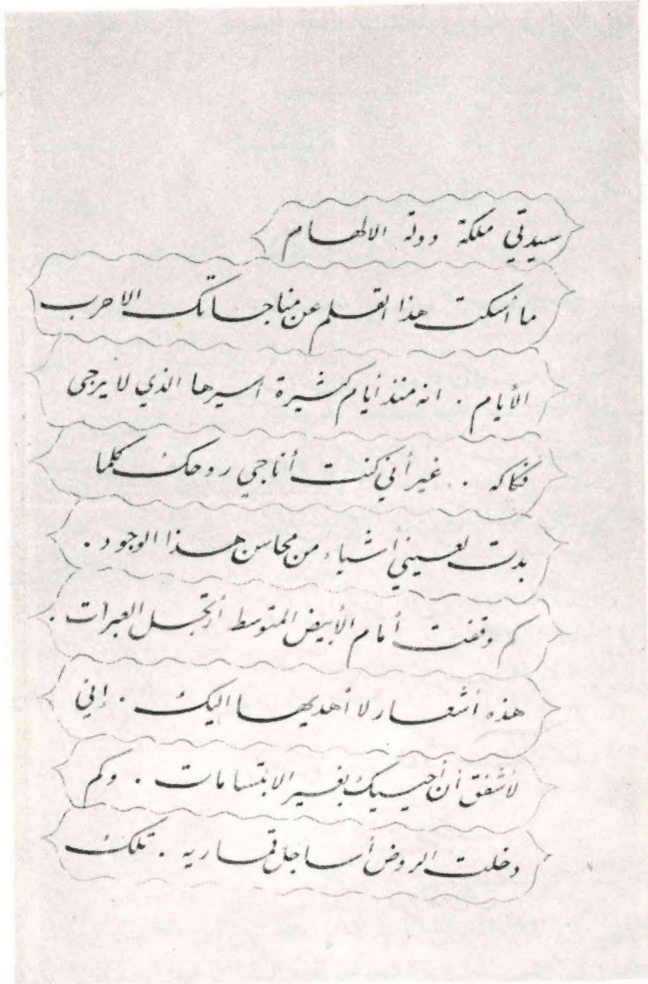 سيدتي ملكة دولة الالهام
ما أسكت هذا القلم عن مناجاتك الا حرب
الأيام . انه منذ أيام كثيرة أسيرها الذي لا يرجى
فكاكه . . غير أني كنت أناجي روحك كلما
بدت لعيني أشياء من محاسن هذا الوجود .
كم وقفت أمام الأبيض المتوسط أرتجل العبرات .
هذه أشعار لا أهديها اليك . إني
لأشفق أن أحييك بغير الابتسامات . وكم
دخلت الروض أساجل قماريه . تلك